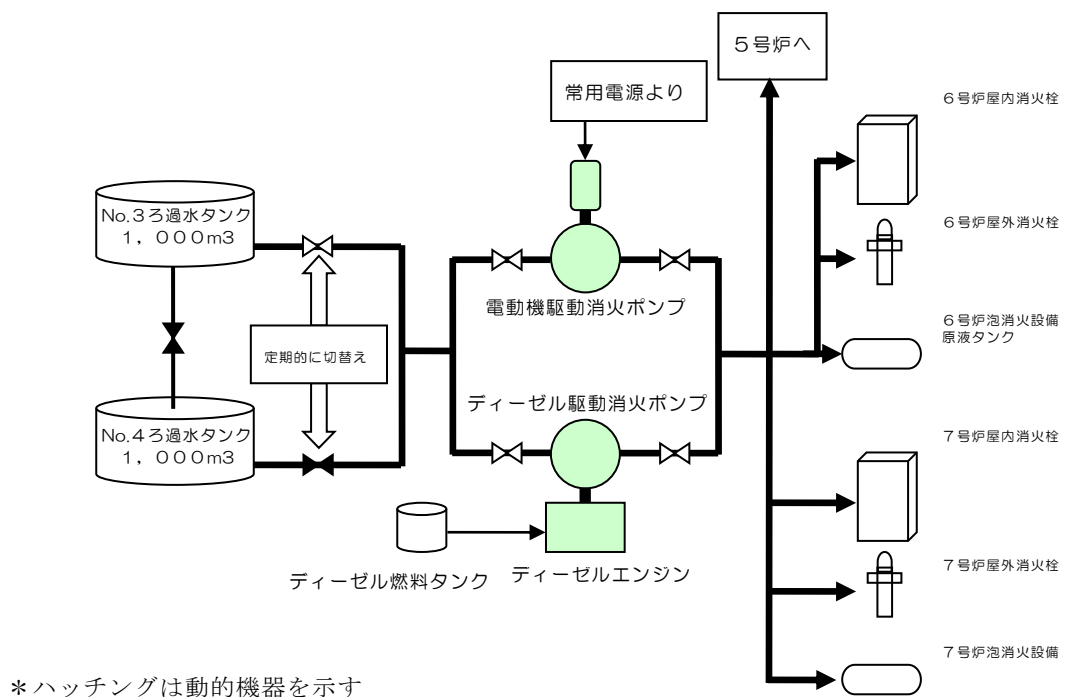 ５号炉へ
常用電源より
６号炉屋内消火栓
No.３ろ過水タンク
１，０００m3
６号炉屋外消火栓
電動機駆動消火ポンプ
６号炉泡消火設備
原液タンク
定期的に切替え
ディーゼル駆動消火ポンプ
No.４ろ過水タンク
１，０００m3
７号炉屋内消火栓
ディーゼル燃料タンク
ディーゼルエンジン
７号炉屋外消火栓
７号炉泡消火設備
＊ハッチングは動的機器を示す